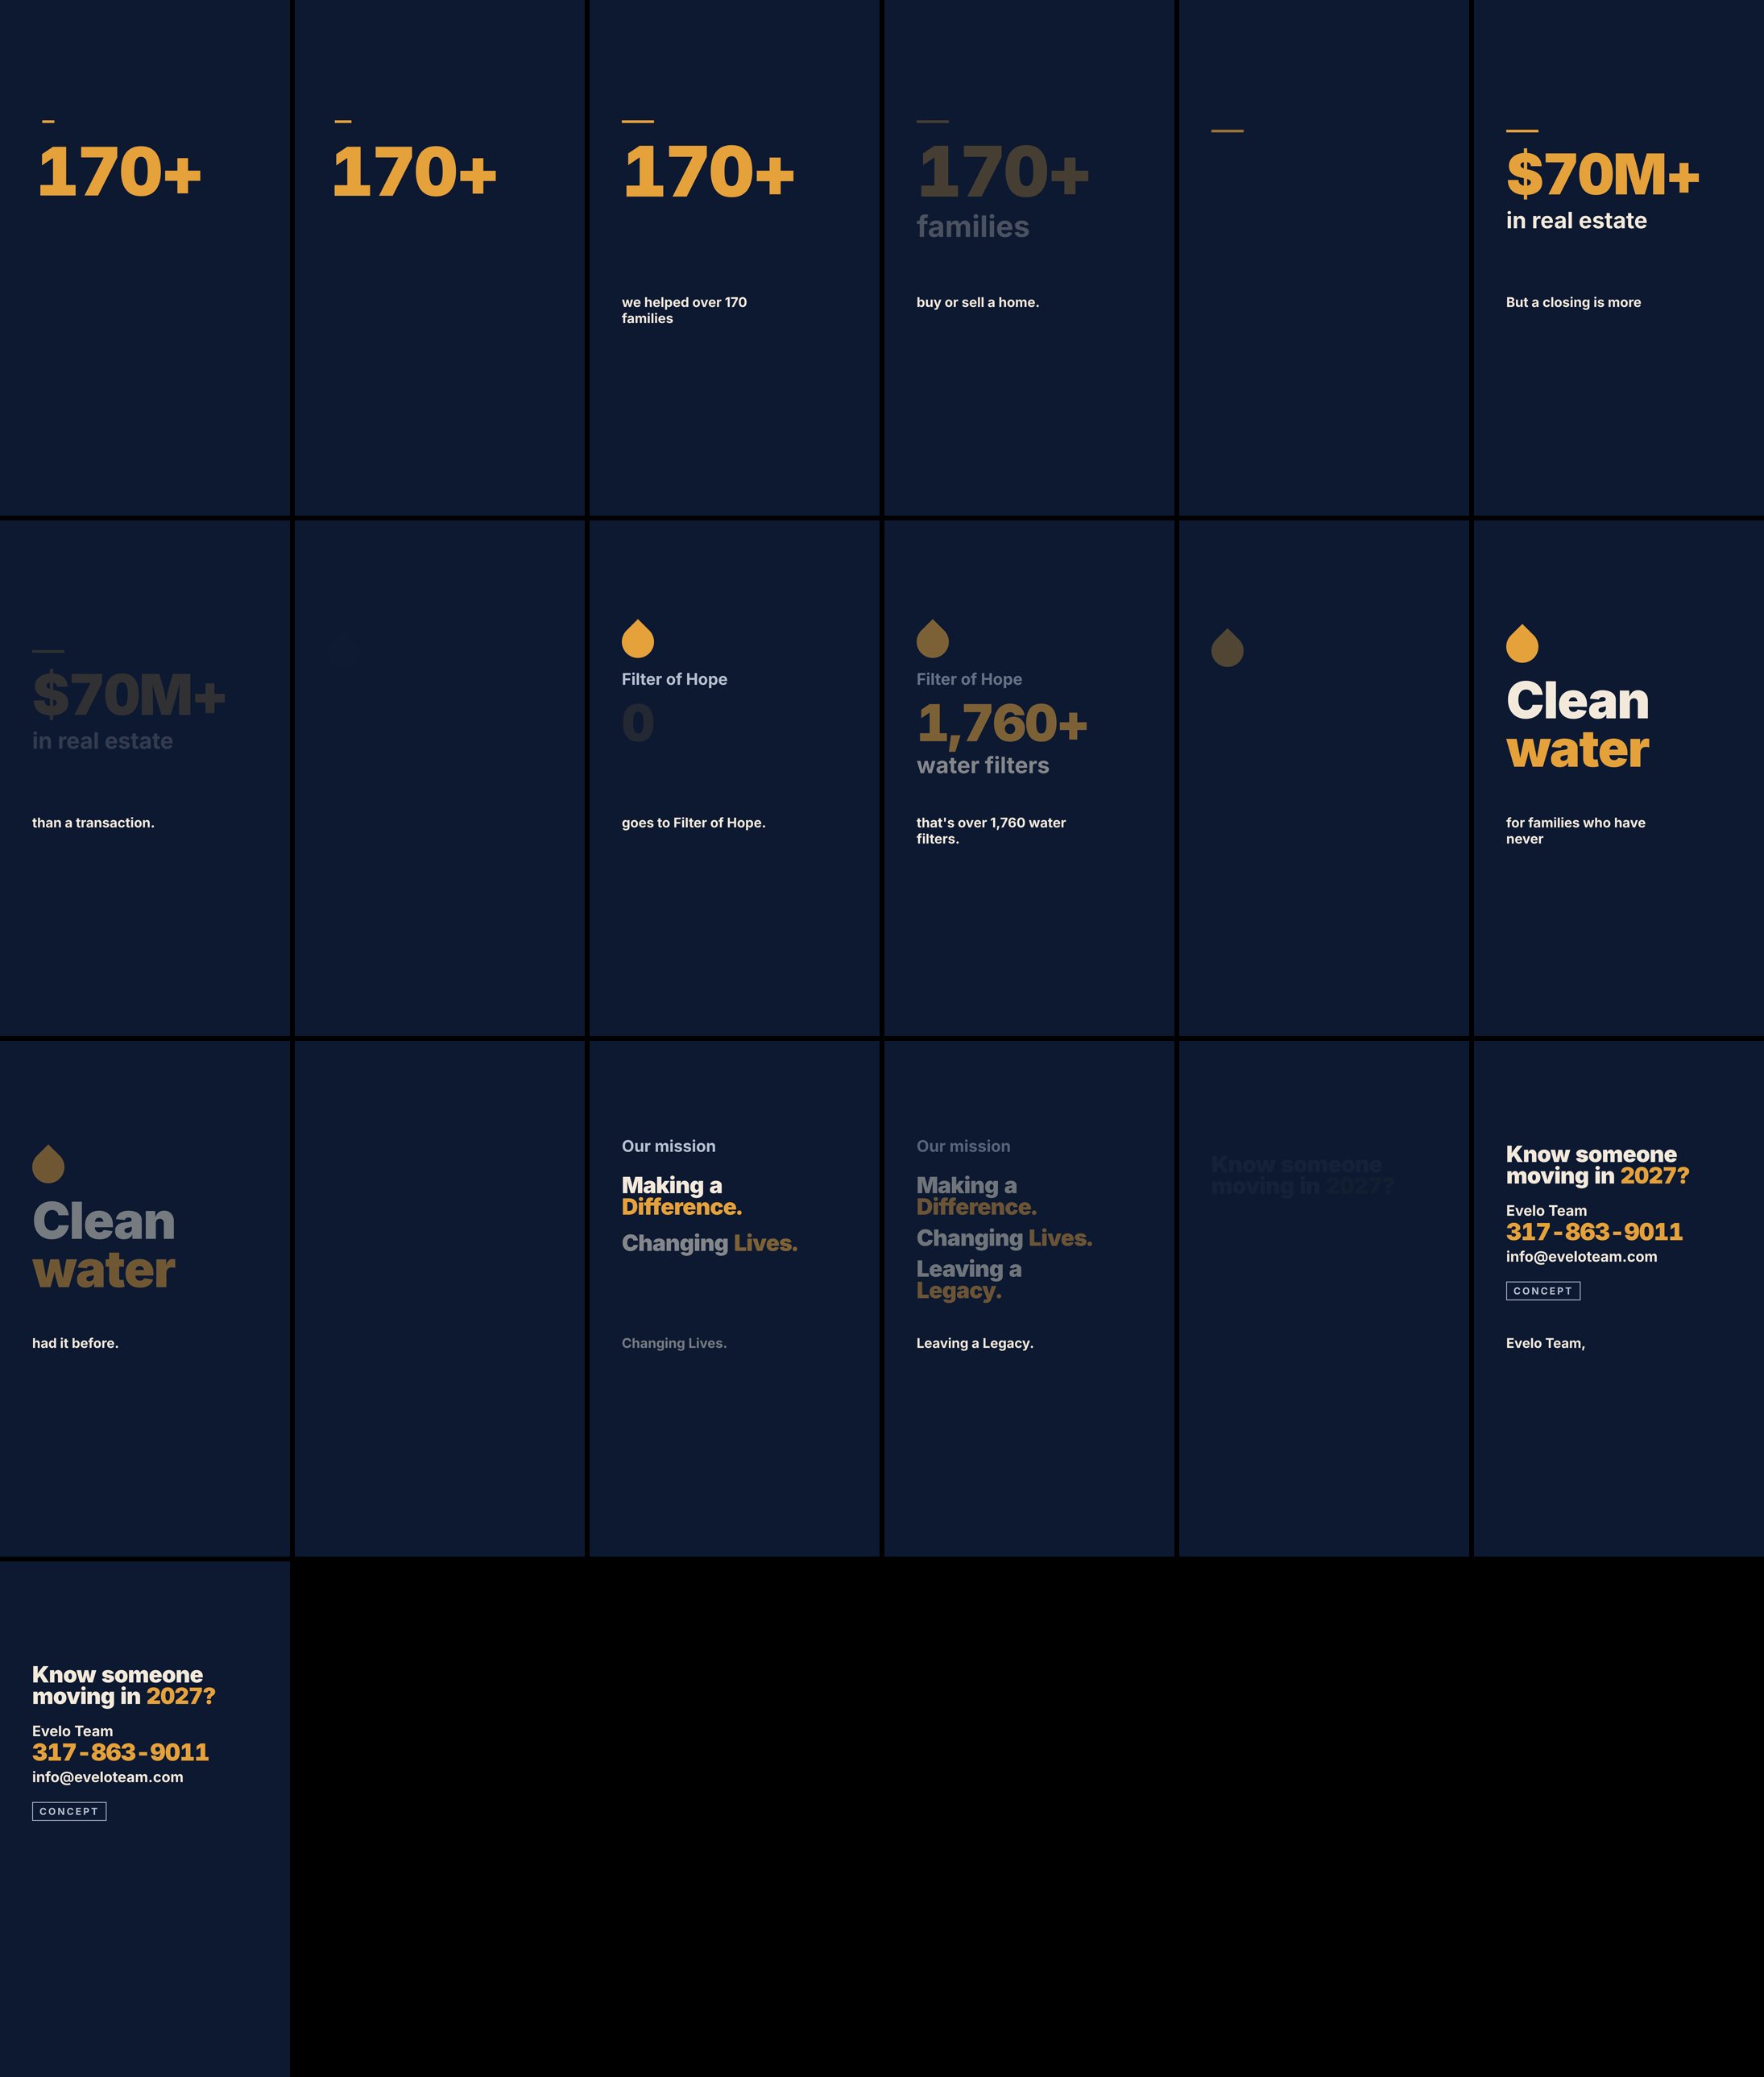 170+
170+
170+
we helped over 170
families
170+
families
buy or sell a home.
$70M+
in real estate
But a closing is more
$70M+
in real estate
than a transaction.
Filter of Hope
0
goes to Filter of Hope.
Filter of Hope
1,760+
water filters
that's over 1,760 water
filters.
Clean
water
for families who have
never
Clean
water
had it before.
Our mission
Making a
Difference.
Changing Lives.
Changing Lives.
Our mission
Making a
Difference.
Changing Lives.
Leaving a
Legacy.
Leaving a Legacy.
Know someone
moving in 2027?
Know someone
moving in 2027?
Evelo Team
317-863-9011
info@eveloteam.com
CONCEPT
Evelo Team,
Know someone
moving in 2027?
Evelo Team
317-863-9011
info@eveloteam.com
CONCEPT